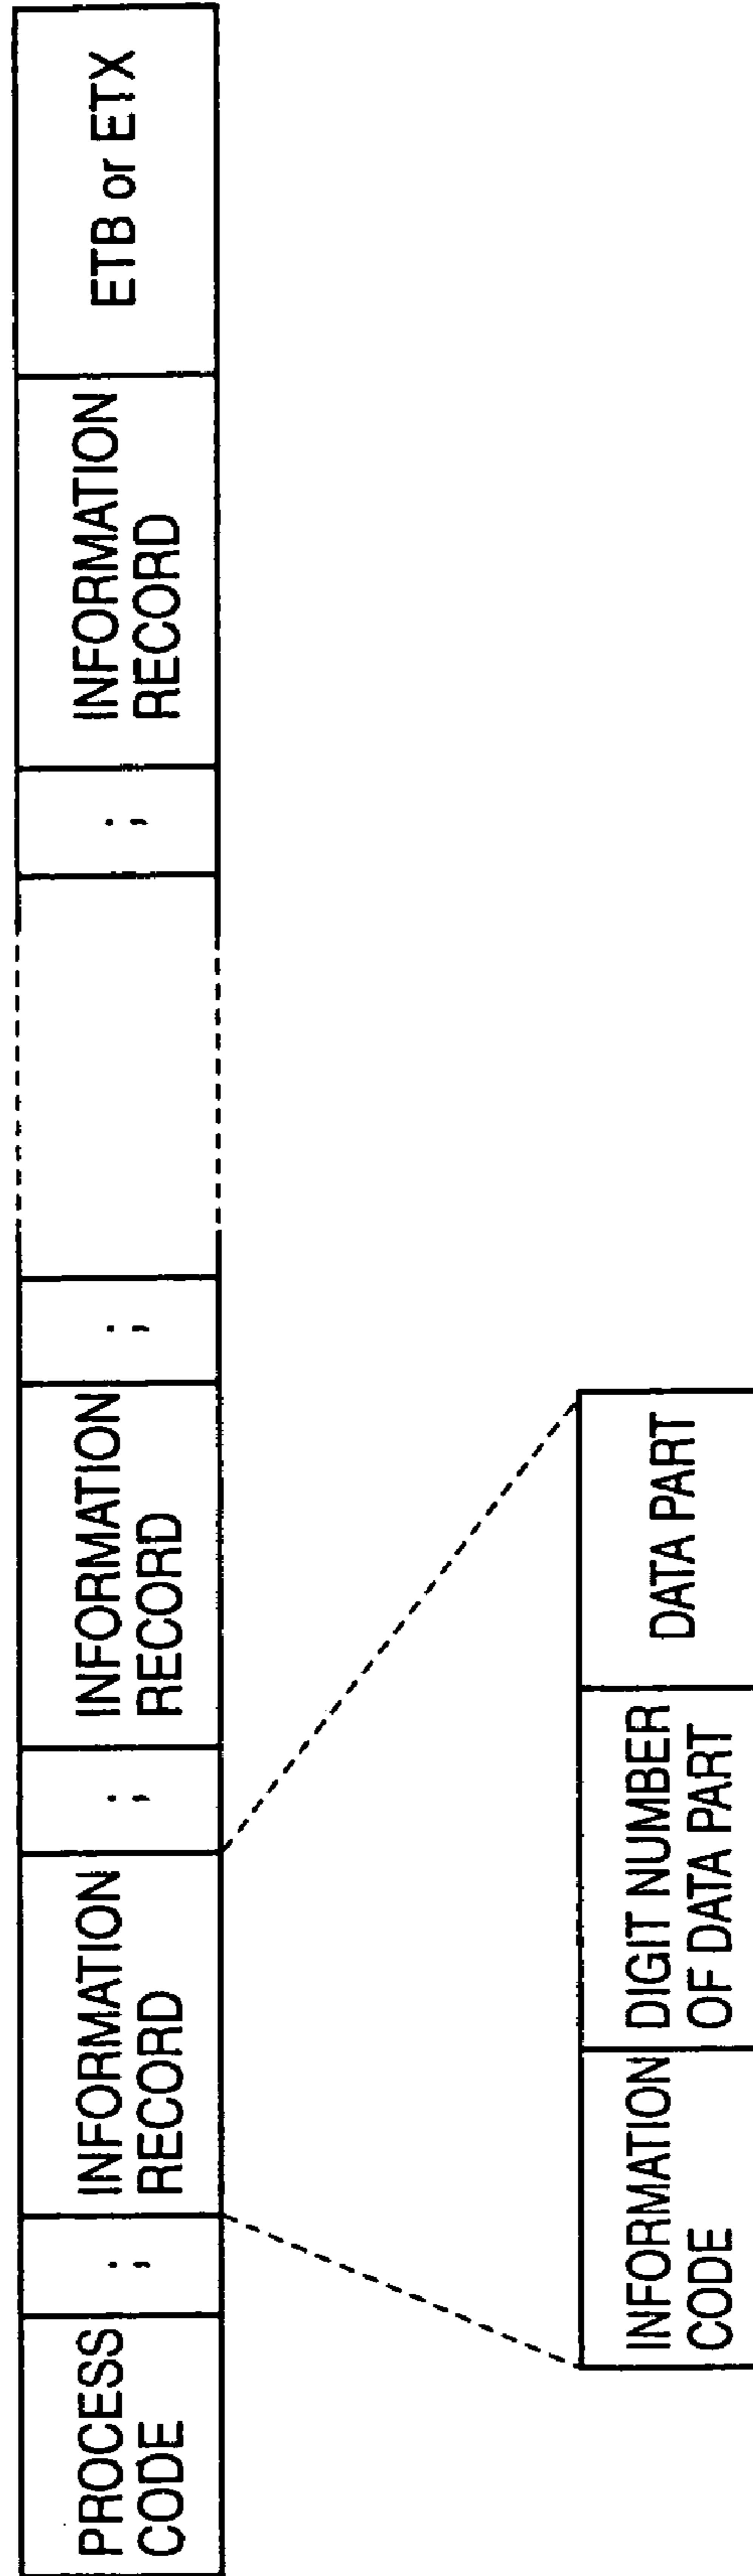 PROCESS
CODE
;
INFORMATION
RECORD
;
INFORMATION
RECORD
;
;
INFORMATION
RECORD
ETB or ETX
INFORMATION
CODE
DIGIT NUMBER
OF DATA PART
DATA PART